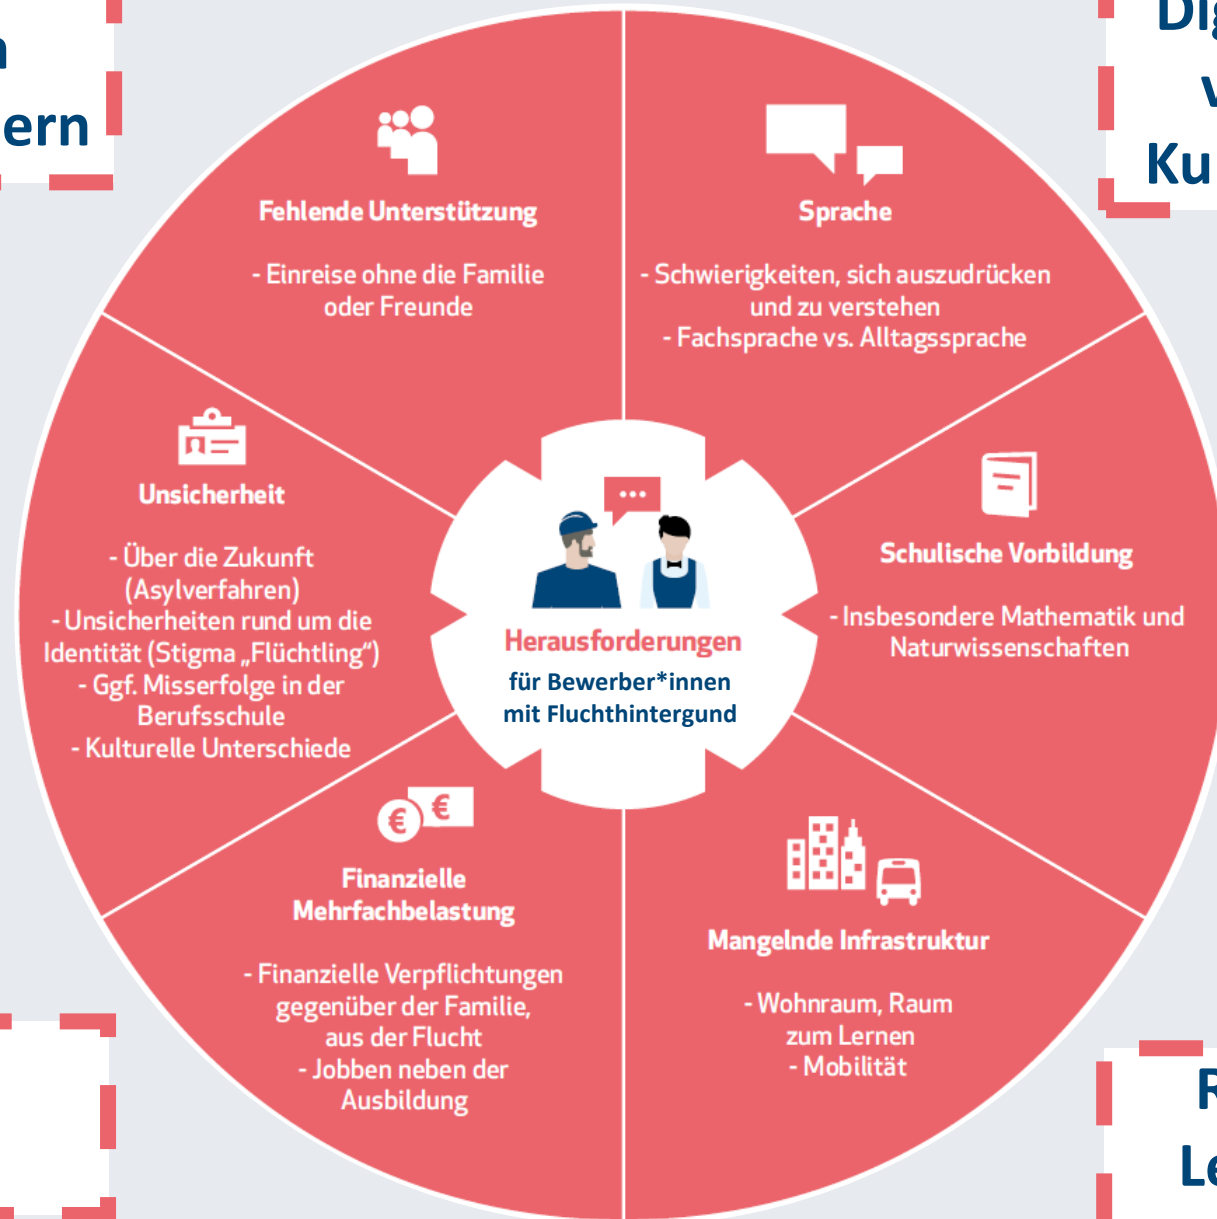 ern
Ku
Fehlende Unterstützung
- Einreise ohne die Familie
oder Freunde
Sprache
- Schwierigkeiten, sich auszudrücken
und zu verstehen
- Fachsprache vs. Alltagssprache
Unsicherheit
- Über die Zukunft
(Asylverfahren)
- Unsicherheiten rund um die
Identität (Stigma „Flüchtling“)
- Ggf. Misserfolge in der
Berufsschule
- Kulturelle Unterschiede
Schulische Vorbildung
- Insbesondere Mathematik und
Naturwissenschaften
Herausforderungen
für Bewerber*innen
mit Fluchthintergund
€ €
Finanzielle
Mehrfachbelastung
- Finanzielle Verpflichtungen
gegenüber der Familie,
aus der Flucht
- Jobben neben der
Ausbildung
Mangelnde Infrastruktur
- Wohnraum, Raum
zum Lernen
- Mobilität
R
Le